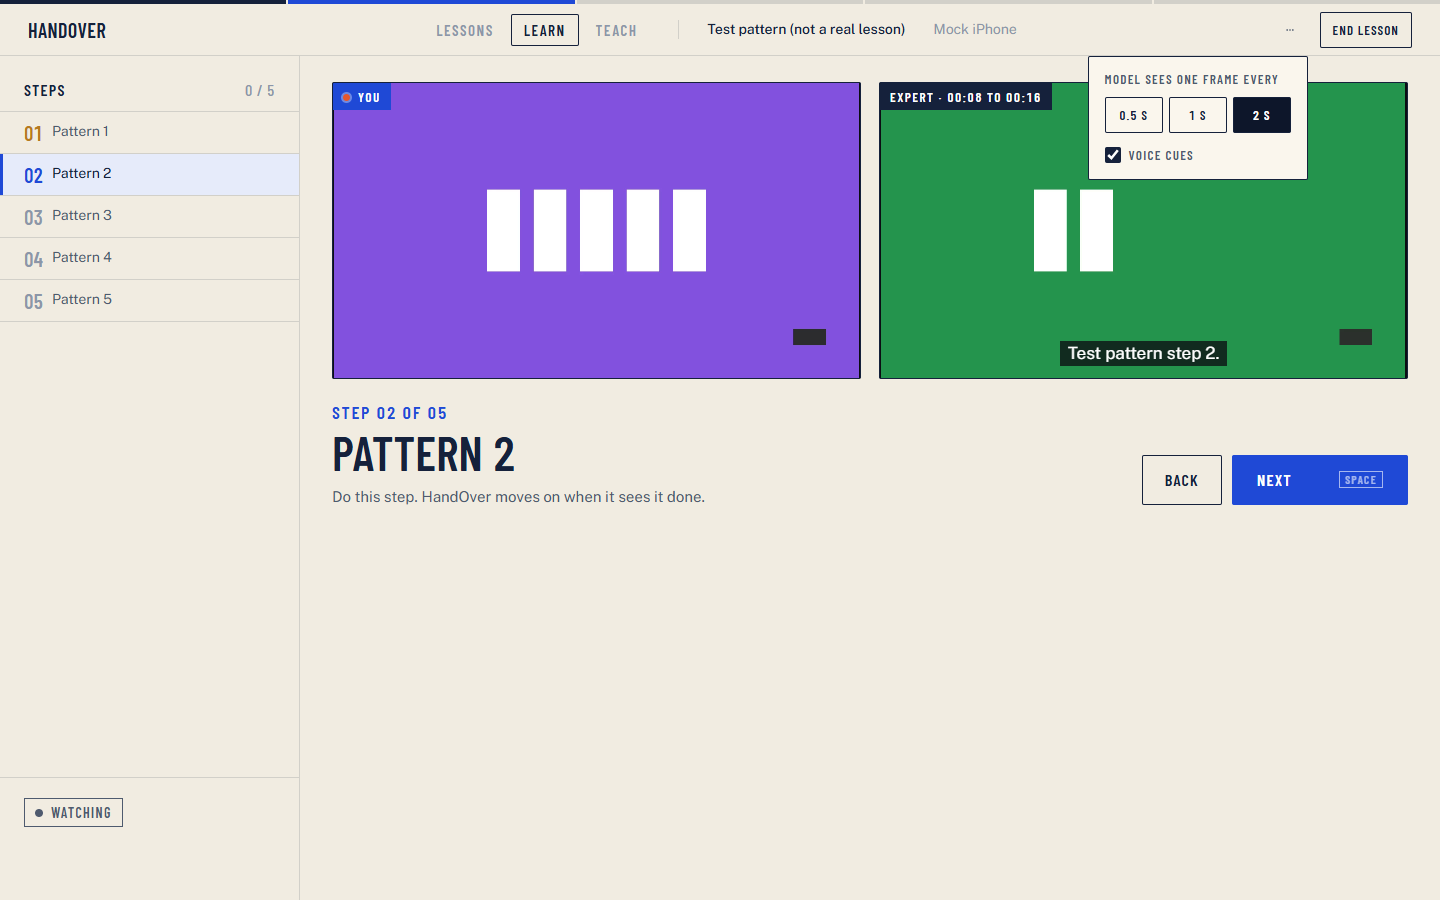 HANDOVER
LESSONS
LEARN
TEACH
Test pattern (not a real lesson)
Mock iPhone
...
END LESSON
STEPS
0 / 5
01 Pattern 1
02 Pattern 2
03 Pattern 3
04 Pattern 4
05 Pattern 5
WATCHING
YOU
EXPERT · 00:08 TO 00:16
MODEL SEES ONE FRAME EVERY
0.5 S
1 S
2 S
VOICE CUES
Test pattern step 2.
STEP 02 OF 05
PATTERN 2
Do this step. HandOver moves on when it sees it done.
BACK
NEXT
SPACE